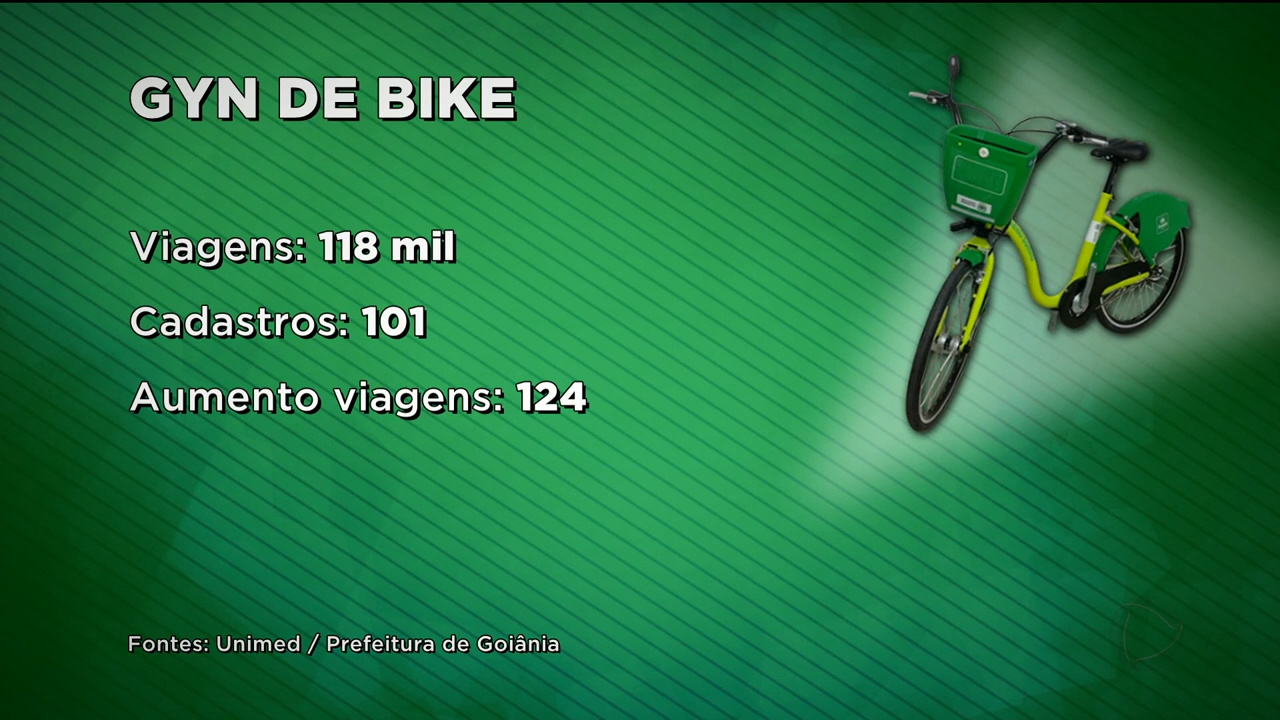 GYN DE BIKE
Viagens: 118 mil
Cadastros: 101
Aumento viagens: 124
Fontes: Unimed / Prefeitura de Goiânia